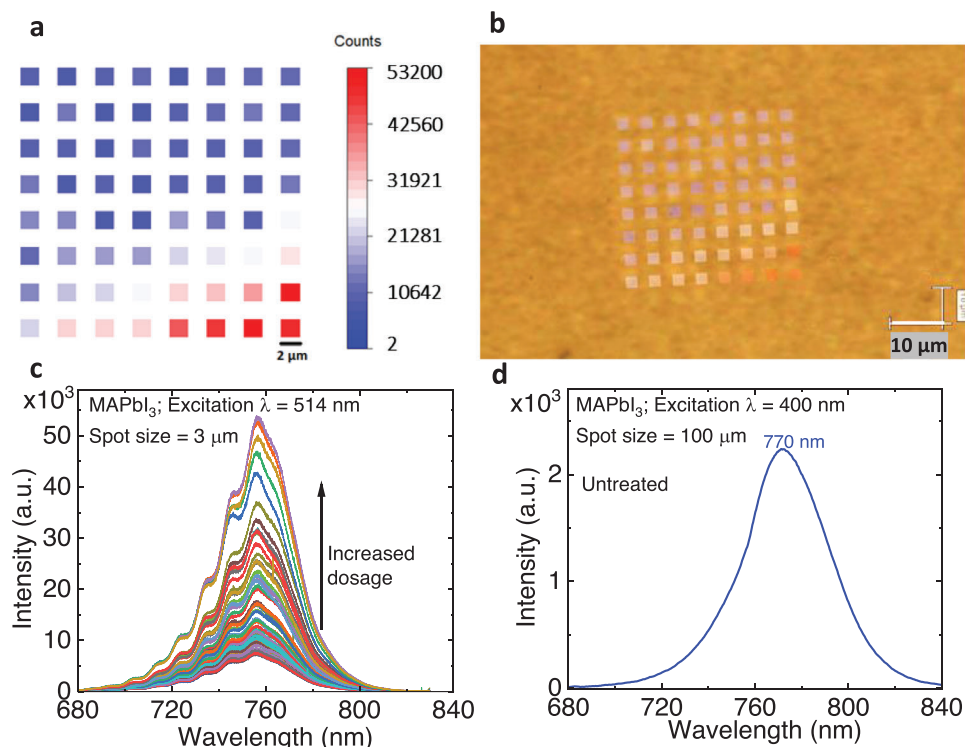 a
Counts
53200
42560
31921
21281
10642
2
2 μm
b
10 μm
c
x10³
MAPbI₃; Excitation λ = 514 nm
Spot size = 3 μm
Increased
dosage
50
40
30
20
10
0
Intensity (a.u.)
680 720 760 800 840
Wavelength (nm)
d
x10³
MAPbI₃; Excitation λ = 400 nm
Spot size = 100 μm
770 nm
Untreated
2
1
0
Intensity (a.u.)
680 720 760 800 840
Wavelength (nm)